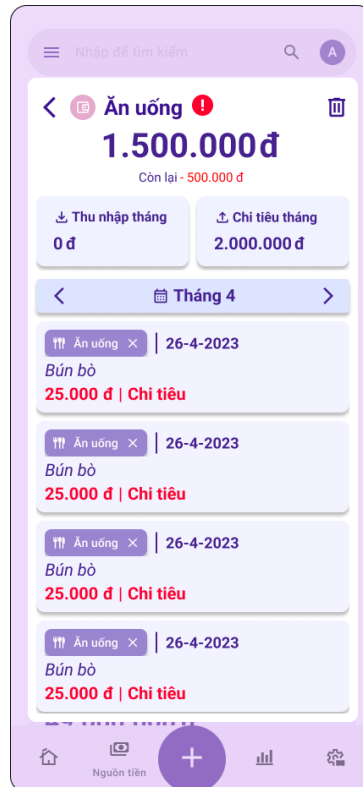 Nhập để tìm kiếm
A
Ăn uống !
1.500.000đ
Còn lại - 500.000 đ
Thu nhập tháng
0 đ
Chi tiêu tháng
2.000.000 đ
Tháng 4
Ăn uống × | 26-4-2023
Bún bò
25.000 đ | Chi tiêu
Ăn uống × | 26-4-2023
Bún bò
25.000 đ | Chi tiêu
Ăn uống × | 26-4-2023
Bún bò
25.000 đ | Chi tiêu
Ăn uống × | 26-4-2023
Bún bò
25.000 đ | Chi tiêu
Nguồn tiền